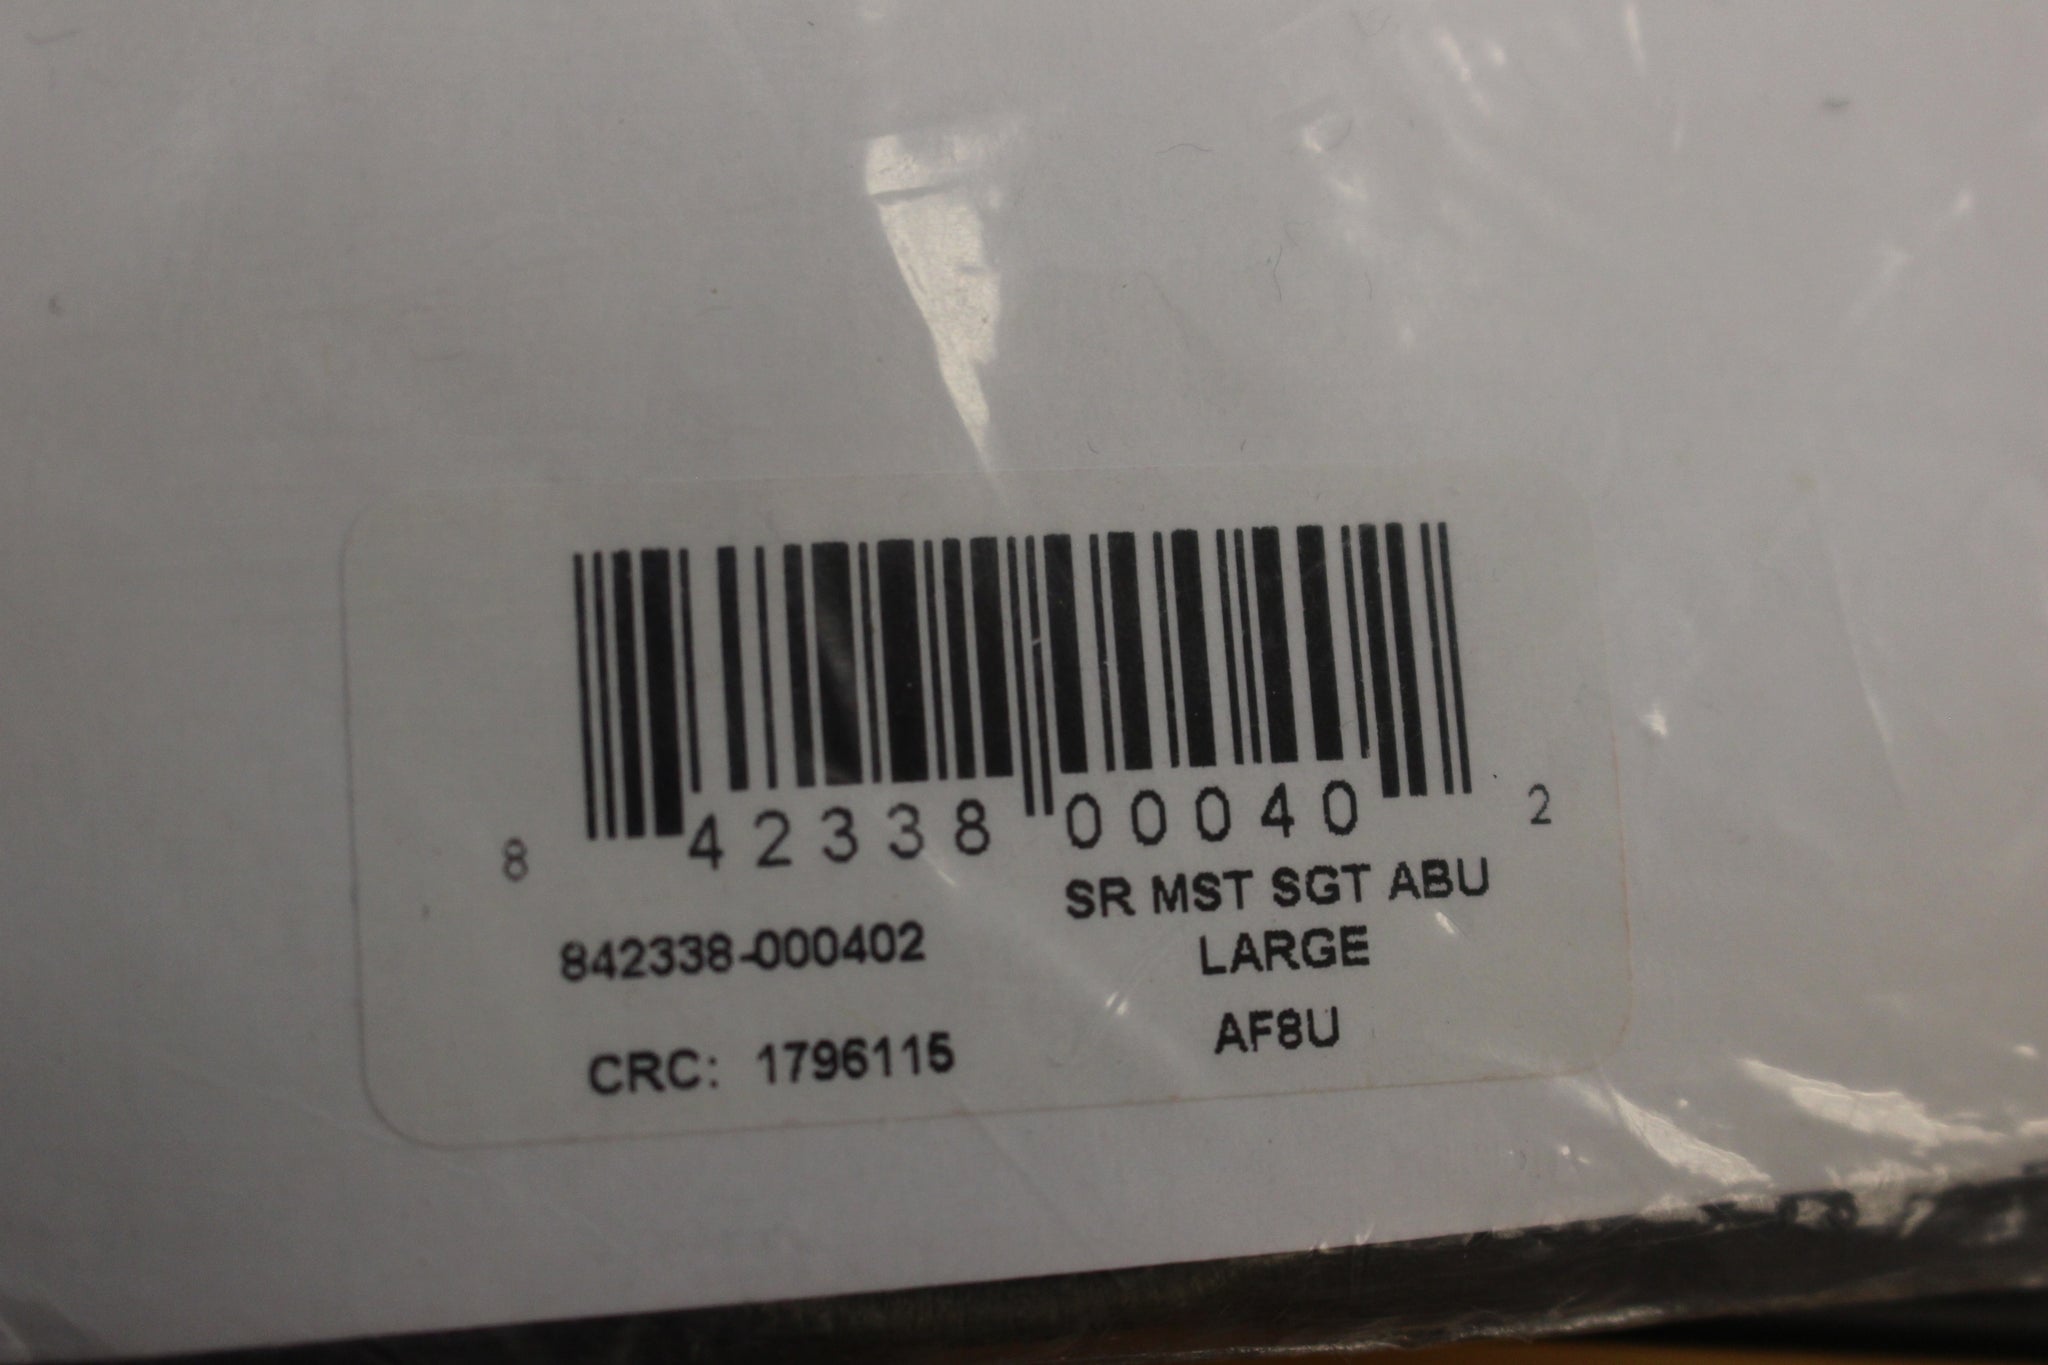 8 42338 00040 2
SR MST SGT ABU
842338-000402
LARGE
AF8U
CRC: 1796115